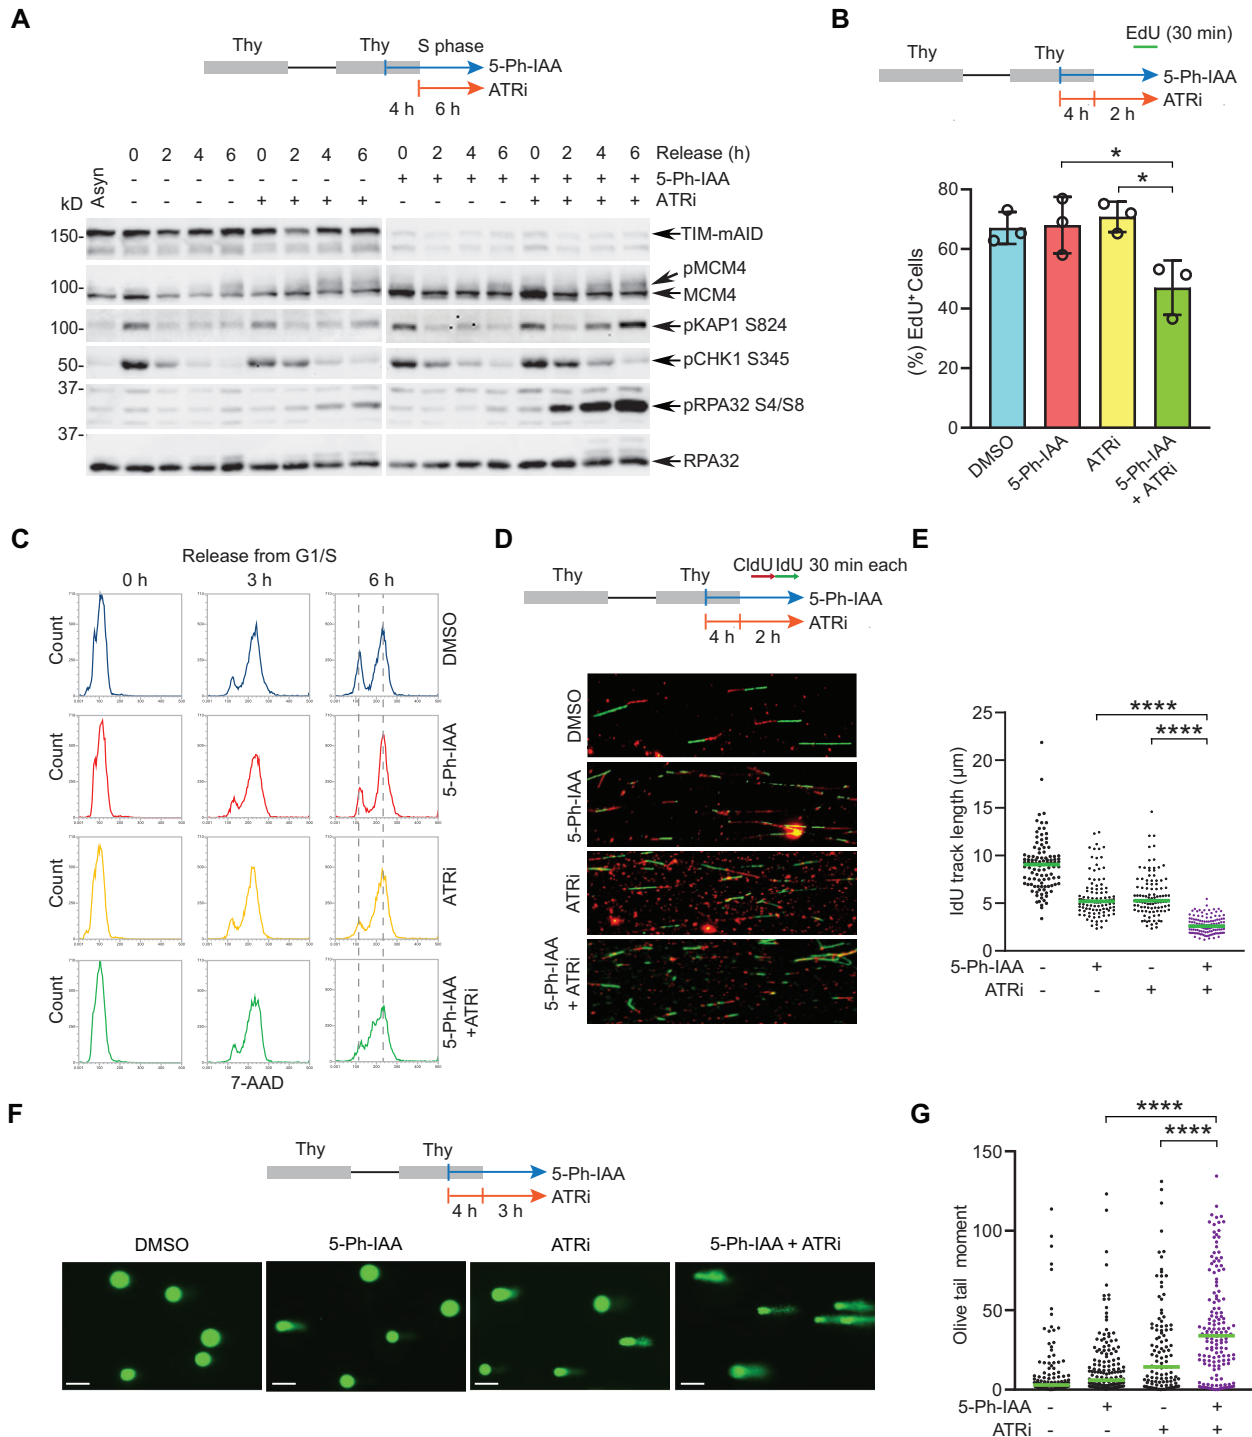 A
Thy
Thy
S phase
5-Ph-IAA
ATRi
4 h
6 h
Asyn
0 2 4 6 0 2 4 6 0 2 4 6 0 2 4 6 Release (h)
- - - - - - - - + + + + + + + + 5-Ph-IAA
- - - - + + + + - - - - + + + + ATRi
kD
150-
TIM-mAID
100-
pMCM4
MCM4
100-
pKAP1 S824
50-
pCHK1 S345
37-
pRPA32 S4/S8
37-
RPA32
B
EdU (30 min)
Thy
Thy
5-Ph-IAA
ATRi
4 h
2 h
*
*
(%) EdU⁺ Cells
80
60
40
20
0
DMSO
5-Ph-IAA
ATRi
5-Ph-IAA
+ ATRi
C
Release from G1/S
0 h
3 h
6 h
Count
DMSO
Count
5-Ph-IAA
Count
ATRi
Count
5-Ph-IAA
+ATRi
7-AAD
D
CldU IdU 30 min each
Thy
Thy
5-Ph-IAA
ATRi
4 h
2 h
DMSO
5-Ph-IAA
ATRi
5-Ph-IAA
+ ATRi
E
****
****
IdU track length (μm)
25
20
15
10
5
0
5-Ph-IAA - + - +
ATRi - - + +
F
Thy
Thy
5-Ph-IAA
ATRi
4 h
3 h
DMSO
5-Ph-IAA
ATRi
5-Ph-IAA + ATRi
G
****
****
Olive tail moment
150
100
50
0
5-Ph-IAA - + - +
ATRi - - + +